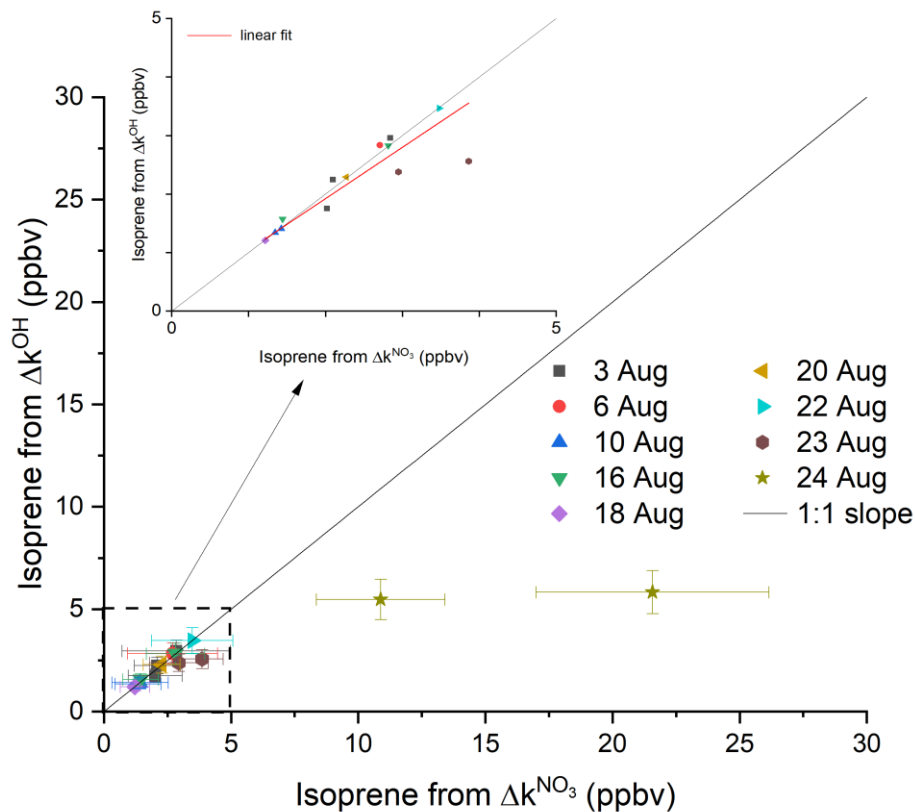 5
linear fit
Isoprene from Δk^OH (ppbv)
0
0
5
Isoprene from Δk^NO₃ (ppbv)
30
25
20
15
10
5
0
Isoprene from Δk^OH (ppbv)
3 Aug
20 Aug
6 Aug
22 Aug
10 Aug
23 Aug
16 Aug
24 Aug
18 Aug
1:1 slope
0
5
10
15
20
25
30
Isoprene from Δk^NO₃ (ppbv)